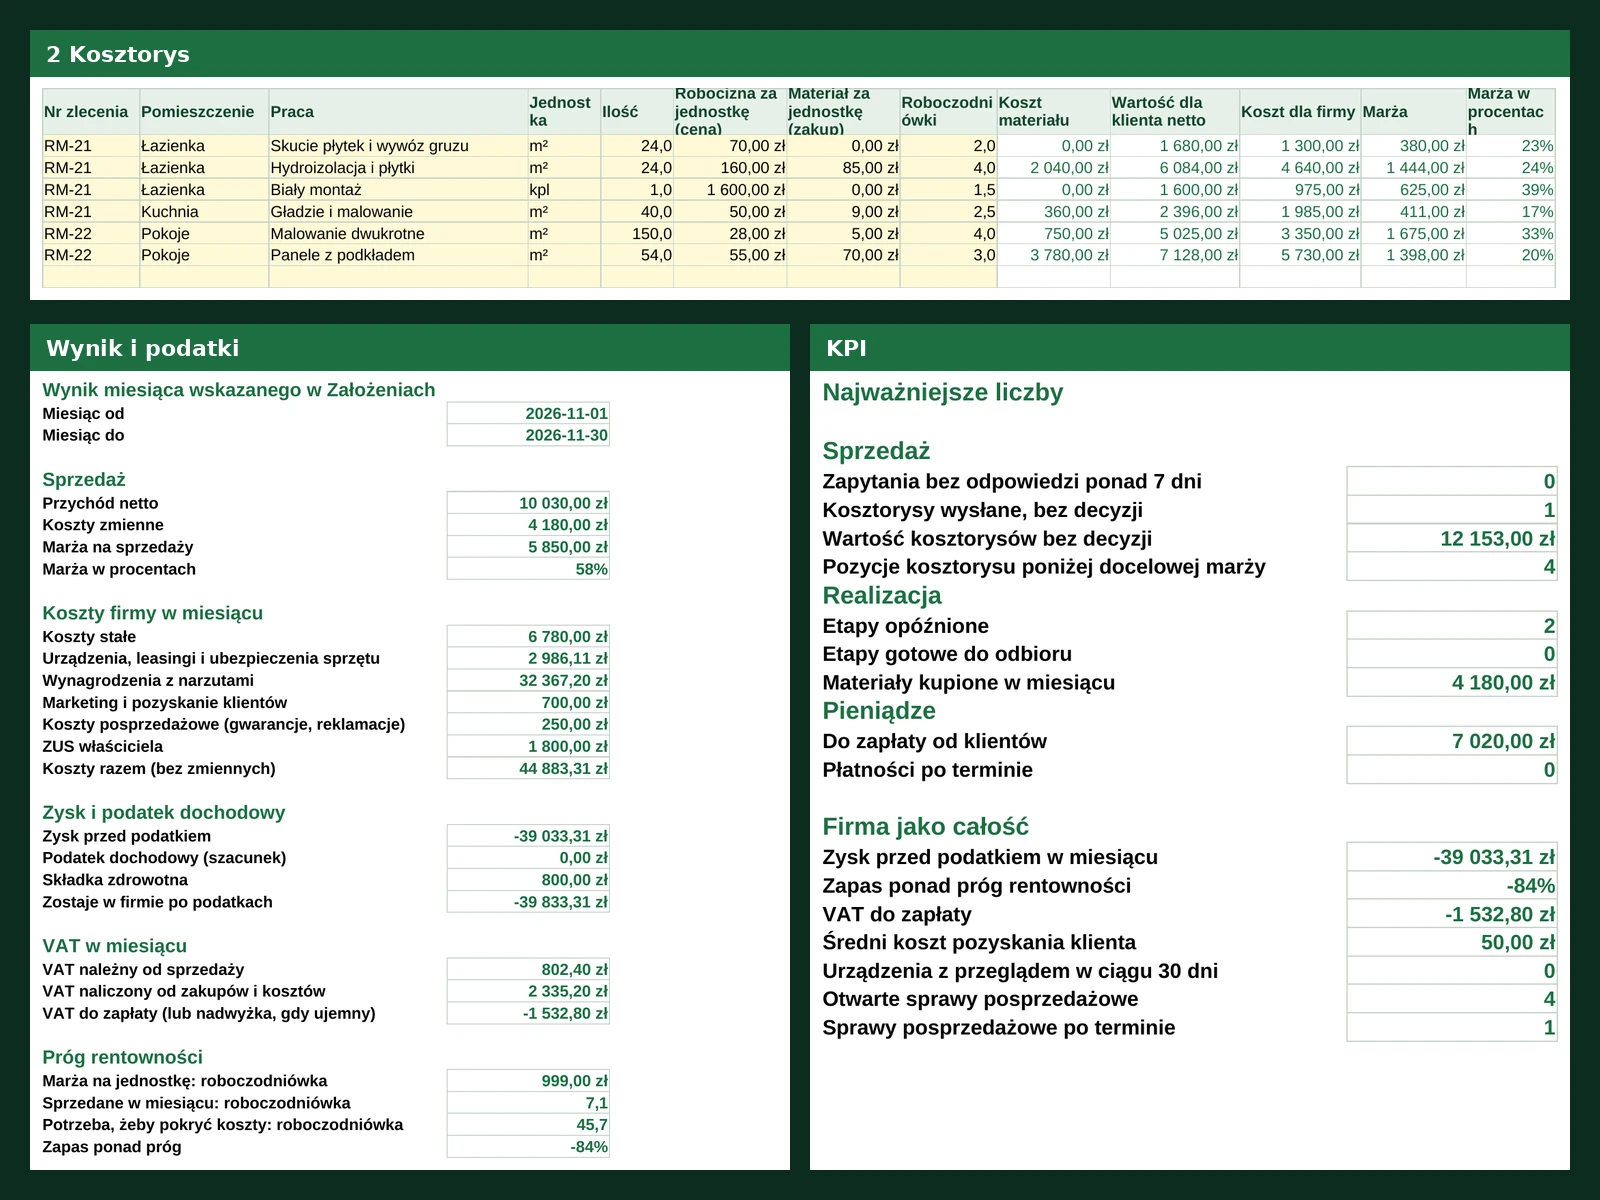 2 Kosztorys
Nr zlecenia Pomieszczenie Praca Jednostka Ilość Robocizna za jednostkę (cena) Materiał za jednostkę (zakup) Roboczodniówki Koszt materiału Wartość dla klienta netto Koszt dla firmy Marża Marża w procentach
RM-21 Łazienka Skucie płytek i wywóz gruzu m² 24,0 70,00 zł 0,00 zł 2,0 0,00 zł 1 680,00 zł 1 300,00 zł 380,00 zł 23%
RM-21 Łazienka Hydroizolacja i płytki m² 24,0 160,00 zł 85,00 zł 4,0 2 040,00 zł 6 084,00 zł 4 640,00 zł 1 444,00 zł 24%
RM-21 Łazienka Biały montaż kpl 1,0 1 600,00 zł 0,00 zł 1,5 0,00 zł 1 600,00 zł 975,00 zł 625,00 zł 39%
RM-21 Kuchnia Gładzie i malowanie m² 40,0 50,00 zł 9,00 zł 2,5 360,00 zł 2 396,00 zł 1 985,00 zł 411,00 zł 17%
RM-22 Pokoje Malowanie dwukrotne m² 150,0 28,00 zł 5,00 zł 4,0 750,00 zł 5 025,00 zł 3 350,00 zł 1 675,00 zł 33%
RM-22 Pokoje Panele z podkładem m² 54,0 55,00 zł 70,00 zł 3,0 3 780,00 zł 7 128,00 zł 5 730,00 zł 1 398,00 zł 20%
Wynik i podatki
Wynik miesiąca wskazanego w Założeniach
Miesiąc od 2026-11-01
Miesiąc do 2026-11-30
Sprzedaż
Przychód netto 10 030,00 zł
Koszty zmienne 4 180,00 zł
Marża na sprzedaży 5 850,00 zł
Marża w procentach 58%
Koszty firmy w miesiącu
Koszty stałe 6 780,00 zł
Urządzenia, leasingi i ubezpieczenia sprzętu 2 986,11 zł
Wynagrodzenia z narzutami 32 367,20 zł
Marketing i pozyskanie klientów 700,00 zł
Koszty posprzedażowe (gwarancje, reklamacje) 250,00 zł
ZUS właściciela 1 800,00 zł
Koszty razem (bez zmiennych) 44 883,31 zł
Zysk i podatek dochodowy
Zysk przed podatkiem -39 033,31 zł
Podatek dochodowy (szacunek) 0,00 zł
Składka zdrowotna 800,00 zł
Zostaje w firmie po podatkach -39 833,31 zł
VAT w miesiącu
VAT należny od sprzedaży 802,40 zł
VAT naliczony od zakupów i kosztów 2 335,20 zł
VAT do zapłaty (lub nadwyżka, gdy ujemny) -1 532,80 zł
Próg rentowności
Marża na jednostkę: roboczodniówka 999,00 zł
Sprzedane w miesiącu: roboczodniówka 7,1
Potrzeba, żeby pokryć koszty: roboczodniówka 45,7
Zapas ponad próg -84%
KPI
Najważniejsze liczby
Sprzedaż
Zapytania bez odpowiedzi ponad 7 dni 0
Kosztorysy wysłane, bez decyzji 1
Wartość kosztorysów bez decyzji 12 153,00 zł
Pozycje kosztorysu poniżej docelowej marży 4
Realizacja
Etapy opóźnione 2
Etapy gotowe do odbioru 0
Materiały kupione w miesiącu 4 180,00 zł
Pieniądze
Do zapłaty od klientów 7 020,00 zł
Płatności po terminie 0
Firma jako całość
Zysk przed podatkiem w miesiącu -39 033,31 zł
Zapas ponad próg rentowności -84%
VAT do zapłaty -1 532,80 zł
Średni koszt pozyskania klienta 50,00 zł
Urządzenia z przeglądem w ciągu 30 dni 0
Otwarte sprawy posprzedażowe 4
Sprawy posprzedażowe po terminie 1